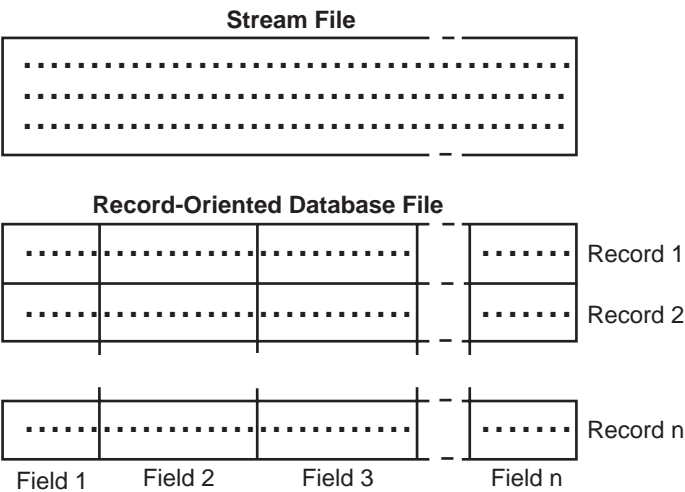 Stream File
Record-Oriented Database File
Record 1
Record 2
Record n
Field 1 Field 2 Field 3 Field n